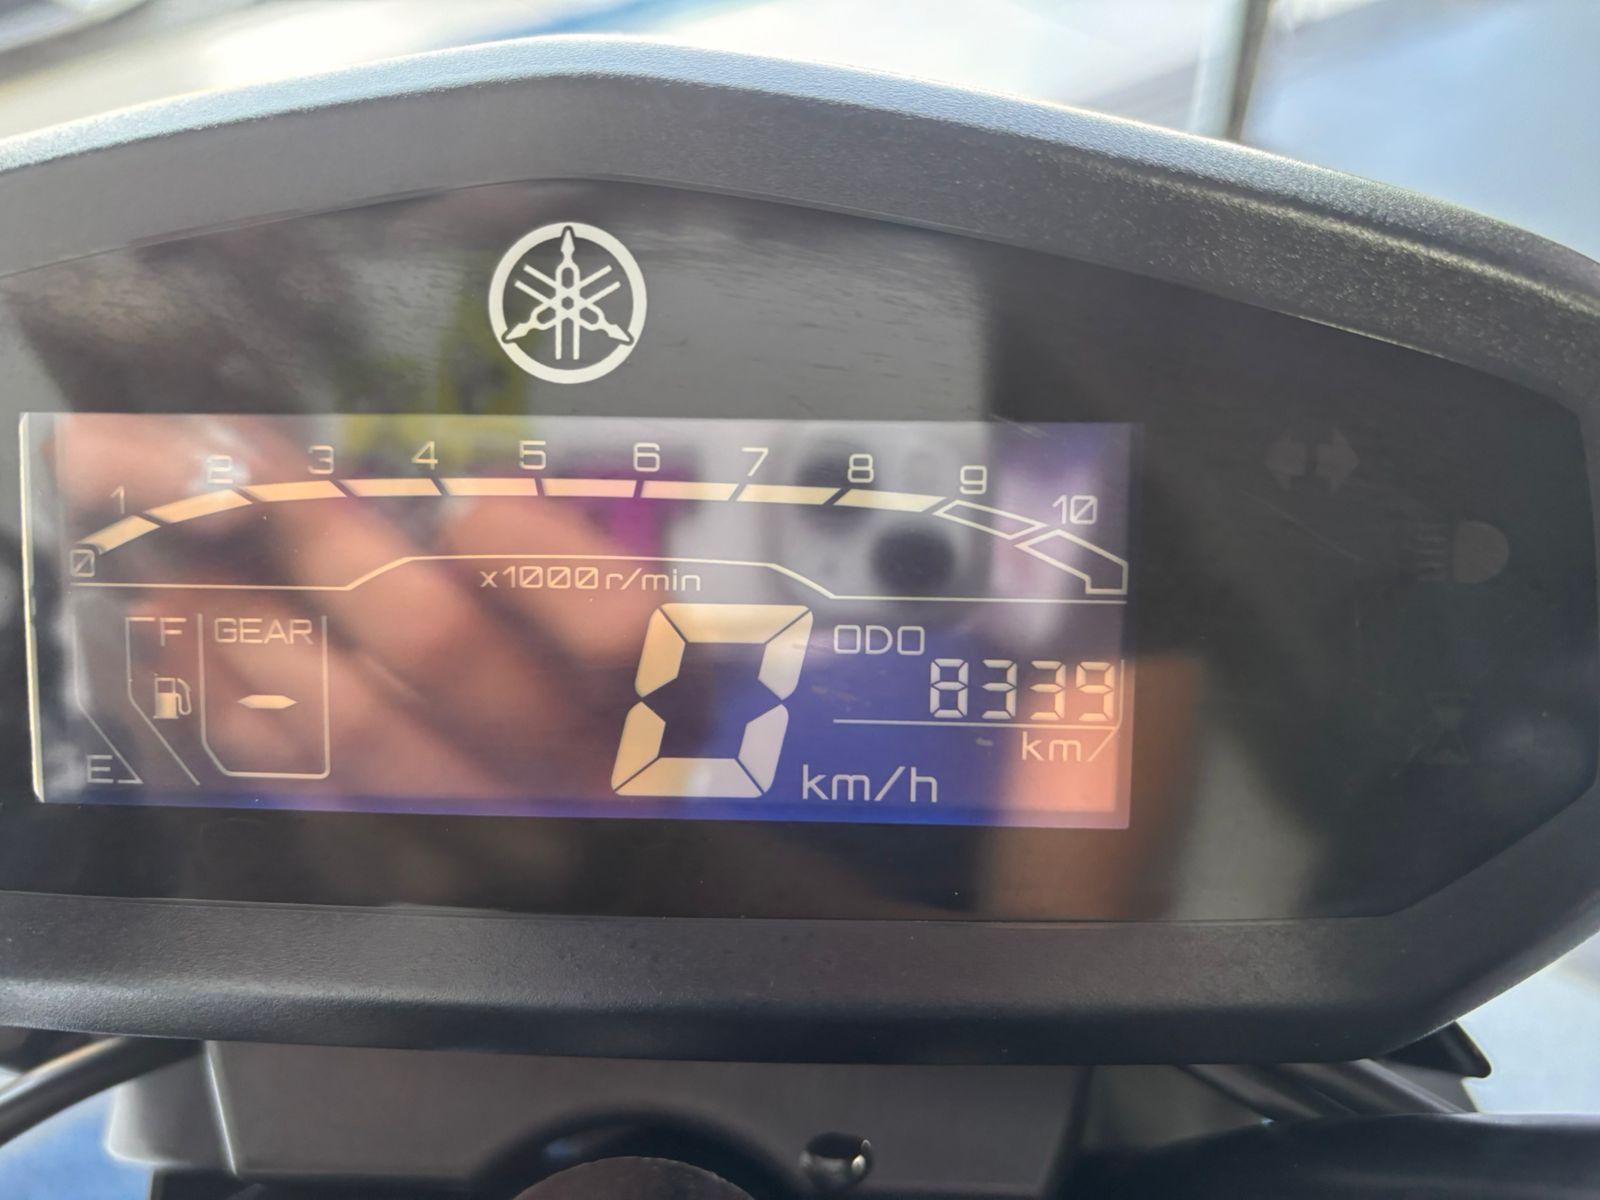 0 1 2 3 4 5 6 7 8 9 10
x1000r/min
F GEAR
-
E
0 km/h
ODO
8339
km/